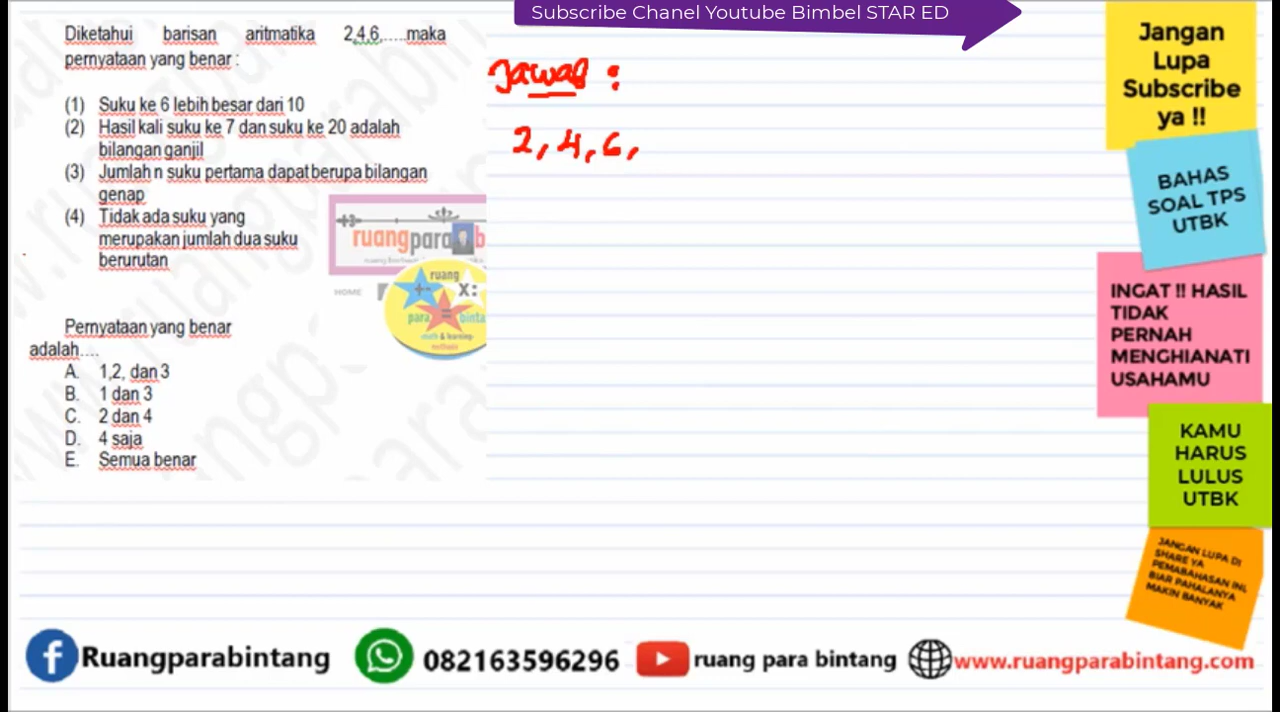 Subscribe Chanel Youtube Bimbel STAR ED
Diketahui barisan aritmatika 2,4,6,.....maka
pernyataan yang benar :
(1) Suku ke 6 lebih besar dari 10
(2) Hasil kali suku ke 7 dan suku ke 20 adalah
bilangan ganjil
(3) Jumlah n suku pertama dapat berupa bilangan
genap
(4) Tidak ada suku yang
merupakan jumlah dua suku
berurutan
Pernyataan yang benar
adalah....
A. 1,2, dan 3
B. 1 dan 3
C. 2 dan 4
D. 4 saja
E. Semua benar
ruangpara b
HOME
ruang
x:
para binta
math & learning
Jawab :
2, 4, 6,
Jangan
Lupa
Subscribe
ya !!
BAHAS
SOAL TPS
UTBK
INGAT !! HASIL
TIDAK
PERNAH
MENGHIANATI
USAHAMU
KAMU
HARUS
LULUS
UTBK
JANGAN LUPA DI
SHARE YA
PEMABAHASAN INI,
BIAR PAHALANYA
MAKIN BANYAK
Ruangparabintang
082163596296
ruang para bintang
www.ruangparabintang.com